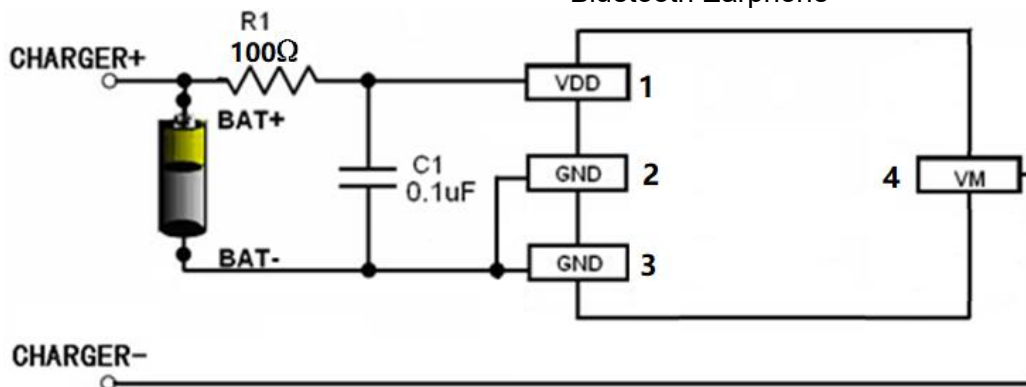 Bluetooth Earphone
R1
100Ω
CHARGER+
BAT+
VDD 1
C1
0.1uF
GND 2
4 VM
BAT-
GND 3
CHARGER-